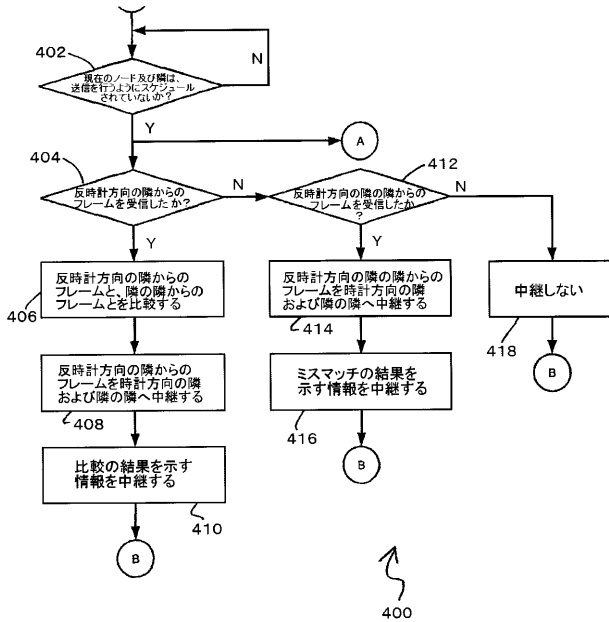 402
現在のノード及び隣は、
送信を行うようにスケジュール
されていないか?
N
Y
A
404
反時計方向の隣からの
フレームを受信したか?
N
Y
412
反時計方向の隣の隣からの
フレームを受信したか
?
N
Y
反時計方向の隣からの
フレームと、隣の隣からの
フレームとを比較する
406
反時計方向の隣の隣からの
フレームを時計方向の隣
および隣の隣へ中継する
414
中継しない
418
B
反時計方向の隣からの
フレームを時計方向の隣
および隣の隣へ中継する
408
ミスマッチの結果を
示す情報を中継する
416
B
比較の結果を示す
情報を中継する
410
B
400